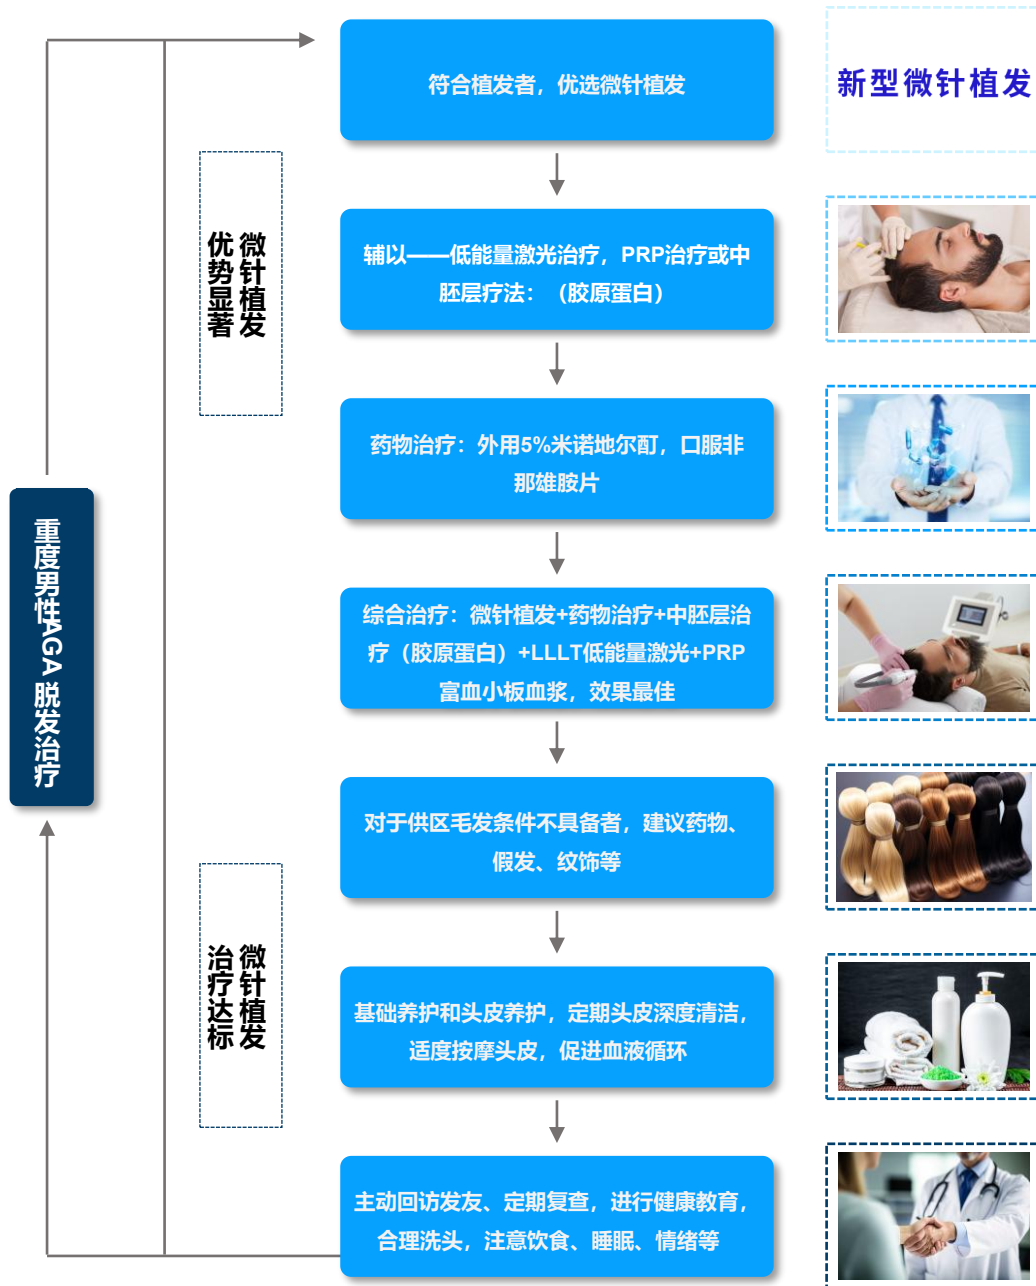 符合植发者，优选微针植发
新型微针植发
微针植发
优势显著
辅以——低能量激光治疗，PRP治疗或中
胚层疗法：（胶原蛋白）
药物治疗：外用5%米诺地尔酊，口服非
那雄胺片
重度男性AGA 脱发治疗
综合治疗：微针植发+药物治疗+中胚层治
疗（胶原蛋白）+LLLT低能量激光+PRP
富血小板血浆，效果最佳
对于供区毛发条件不具备者，建议药物、
假发、纹饰等
微针植发
治疗达标
基础养护和头皮养护，定期头皮深度清洁，
适度按摩头皮，促进血液循环
主动回访发友、定期复查，进行健康教育，
合理洗头，注意饮食、睡眠、情绪等